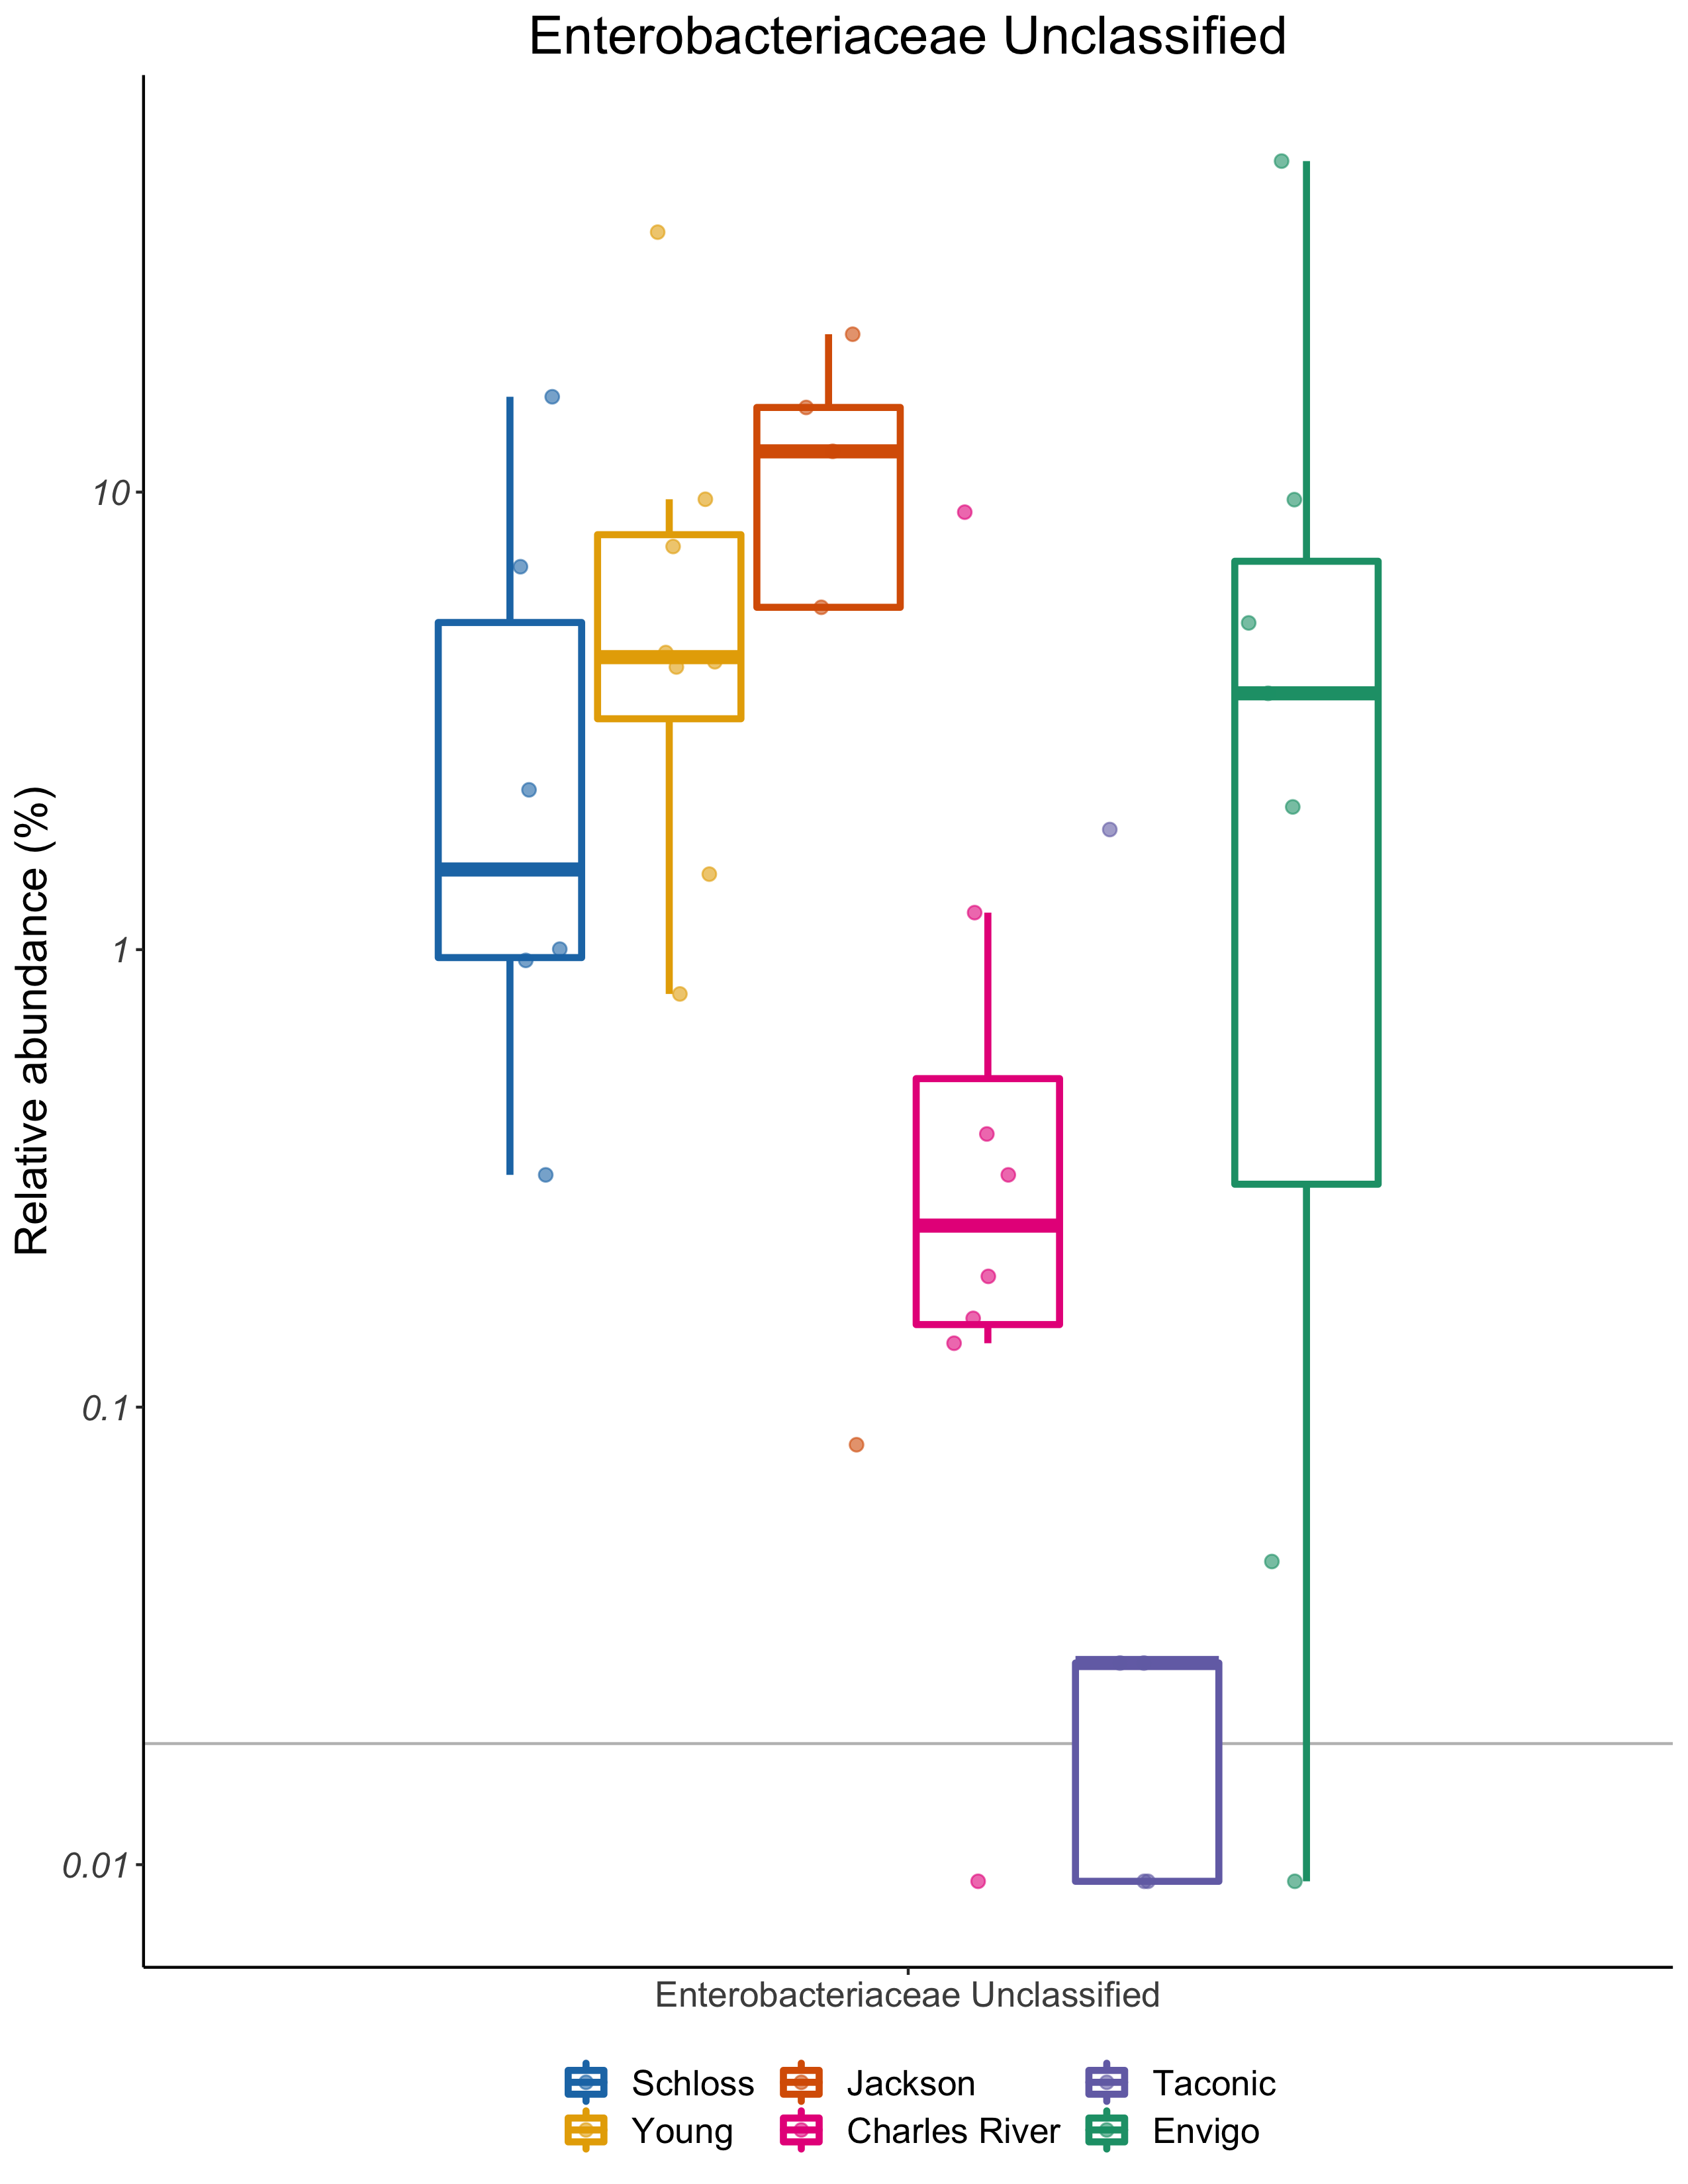 Enterobacteriaceae Unclassified
Relative abundance (%)
10
1
0.1
0.01
Enterobacteriaceae Unclassified
Schloss Jackson Taconic
Young Charles River Envigo